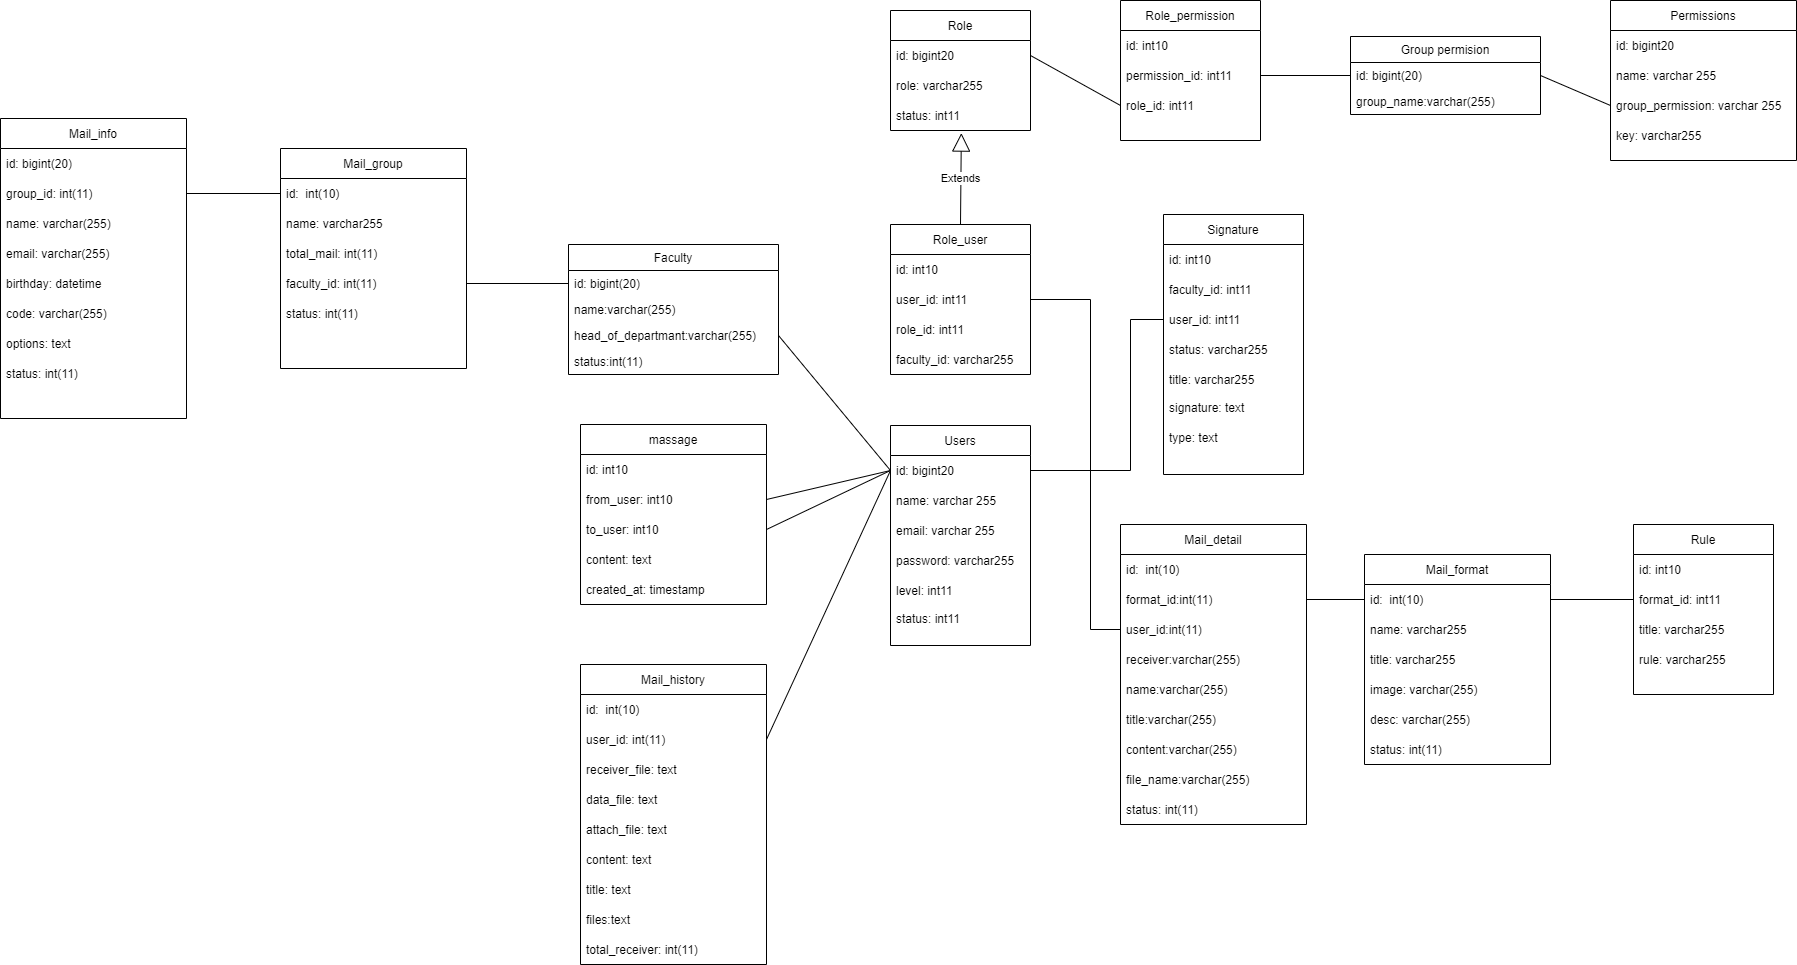 Role
id: bigint20
role: varchar255
status: int11
Role_permission
id: int10
permission_id: int11
role_id: int11
Group permision
id: bigint(20)
group_name:varchar(255)
Permissions
id: bigint20
name: varchar 255
group_permission: varchar 255
key: varchar255
Mail_info
id: bigint(20)
group_id: int(11)
name: varchar(255)
email: varchar(255)
birthday: datetime
code: varchar(255)
options: text
status: int(11)
Mail_group
id:  int(10)
name: varchar255
total_mail: int(11)
faculty_id: int(11)
status: int(11)
Faculty
id: bigint(20)
name:varchar(255)
head_of_departmant:varchar(255)
status:int(11)
Extends
Role_user
id: int10
user_id: int11
role_id: int11
faculty_id: varchar255
Signature
id: int10
faculty_id: int11
user_id: int11
status: varchar255
title: varchar255
signature: text
type: text
massage
id: int10
from_user: int10
to_user: int10
content: text
created_at: timestamp
Users
id: bigint20
name: varchar 255
email: varchar 255
password: varchar255
level: int11
status: int11
Mail_detail
id:  int(10)
format_id:int(11)
user_id:int(11)
receiver:varchar(255)
name:varchar(255)
title:varchar(255)
content:varchar(255)
file_name:varchar(255)
status: int(11)
Mail_format
id:  int(10)
name: varchar255
title: varchar255
image: varchar(255)
desc: varchar(255)
status: int(11)
Rule
id: int10
format_id: int11
title: varchar255
rule: varchar255
Mail_history
id:  int(10)
user_id: int(11)
receiver_file: text
data_file: text
attach_file: text
content: text
title: text
files:text
total_receiver: int(11)